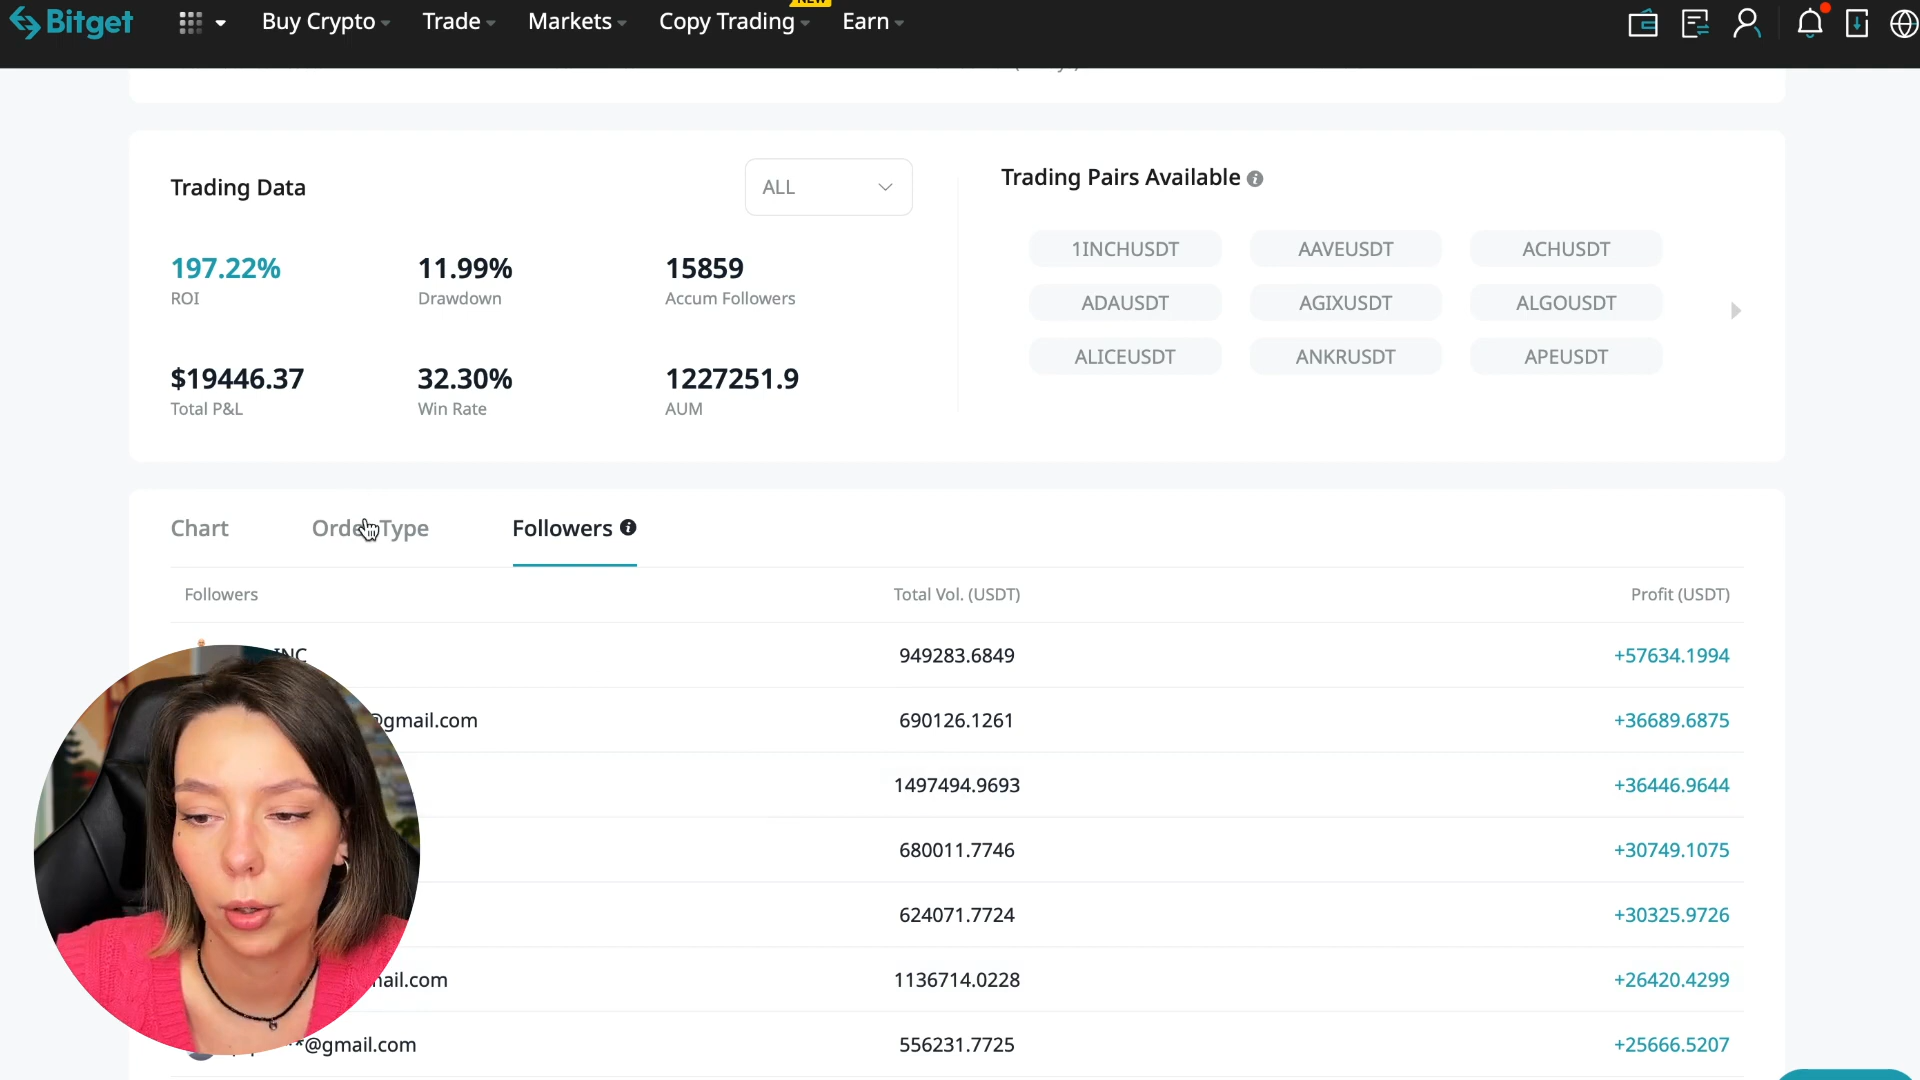 Bitget
Buy Crypto
Trade
Markets
Copy Trading
NEW
Earn
Trading Data
ALL
197.22%
ROI
11.99%
Drawdown
15859
Accum Followers
$19446.37
Total P&L
32.30%
Win Rate
1227251.9
AUM
Trading Pairs Available
1INCHUSDT AAVEUSDT ACHUSDT
ADAUSDT AGIXUSDT ALGOUSDT
ALICEUSDT ANKRUSDT APEUSDT
Chart Order Type Followers
Followers Total Vol. (USDT) Profit (USDT)
INC 949283.6849 +57634.1994
@gmail.com 690126.1261 +36689.6875
1497494.9693 +36446.9644
680011.7746 +30749.1075
624071.7724 +30325.9726
mail.com 1136714.0228 +26420.4299
**@gmail.com 556231.7725 +25666.5207